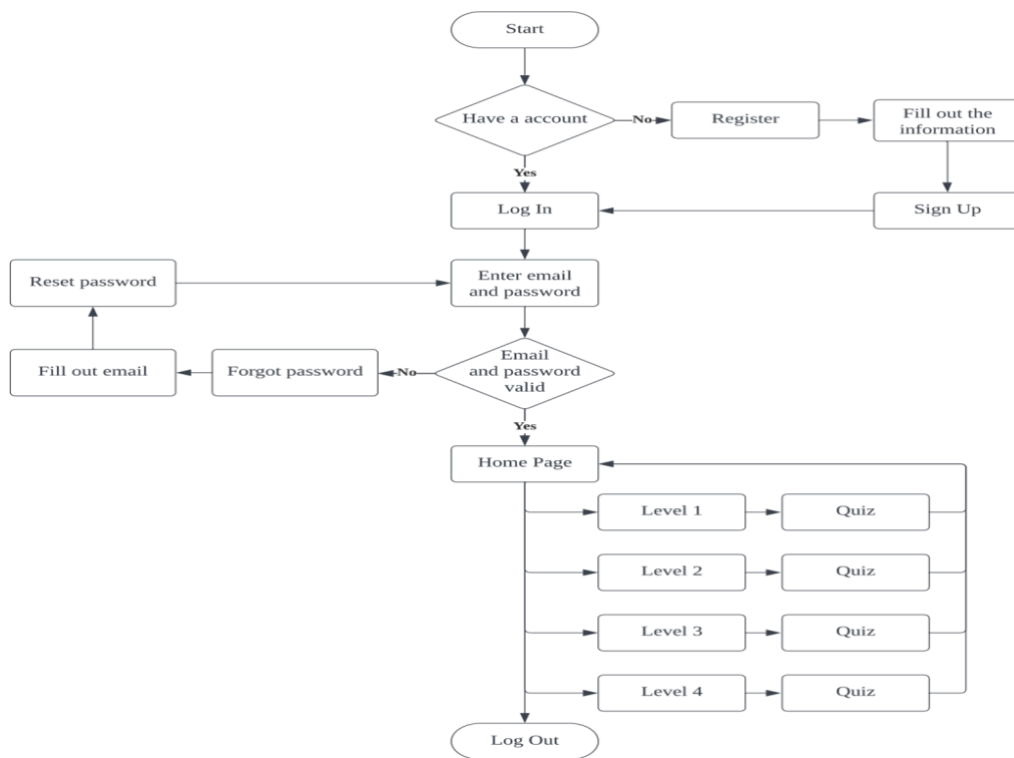 Start
Have a account
No
Register
Fill out the
information
Yes
Log In
Sign Up
Reset password
Enter email
and password
Fill out email
Forgot password
No
Email
and password
valid
Yes
Home Page
Level 1
Quiz
Level 2
Quiz
Level 3
Quiz
Level 4
Quiz
Log Out